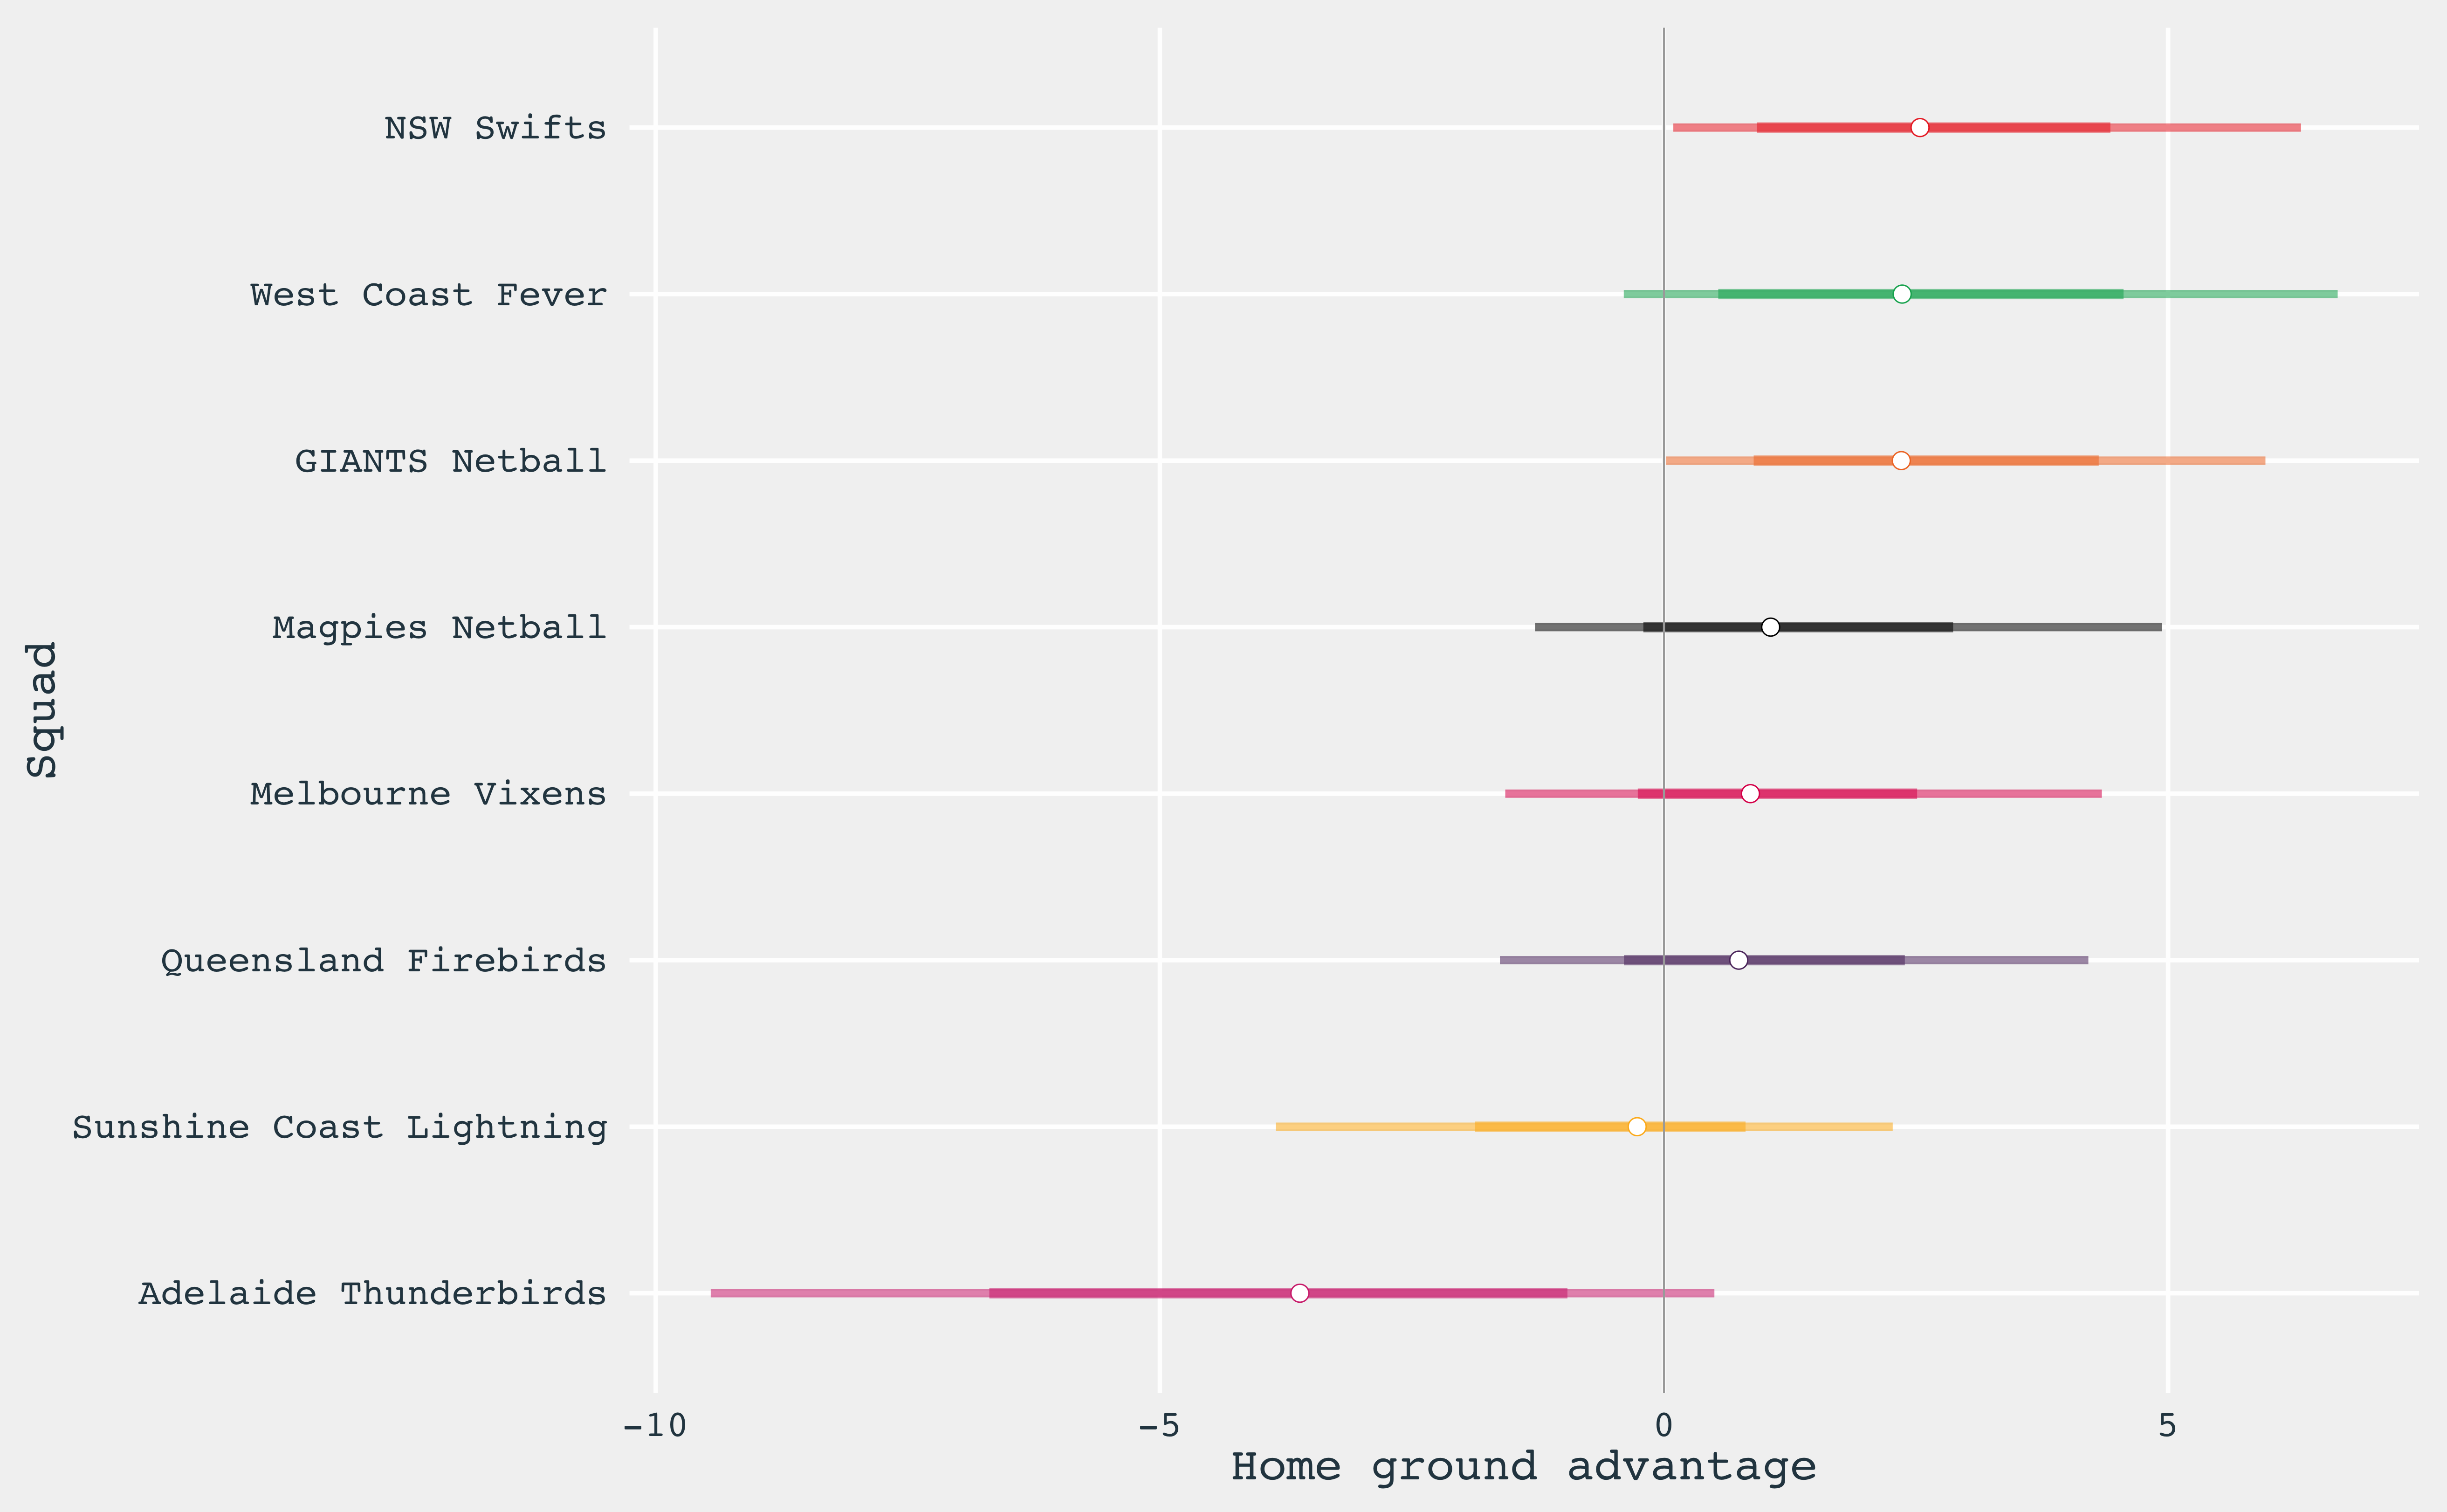 NSW Swifts
West Coast Fever
GIANTS Netball
Magpies Netball
Melbourne Vixens
Queensland Firebirds
Sunshine Coast Lightning
Adelaide Thunderbirds
Squad
-10 -5 0 5
Home ground advantage